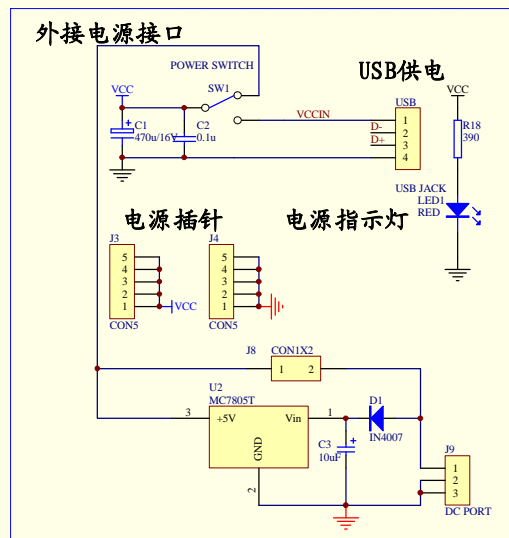 外接电源接口
POWER SWITCH
USB供电
VCC
SW1
VCC
USB
VCCIN
1
C1
470u/16V
C2
0.1u
D-
2
D+
3
4
R18
390
USB JACK
LED1
RED
电源插针
电源指示灯
J3
J4
5
4
3
2
1
VCC
5
4
3
2
1
CON5
CON5
J8
CON1X2
1 2
U2
MC7805T
D1
3
+5V
Vin
1
IN4007
GND
C3
10uF
2
J9
1
2
3
DC PORT